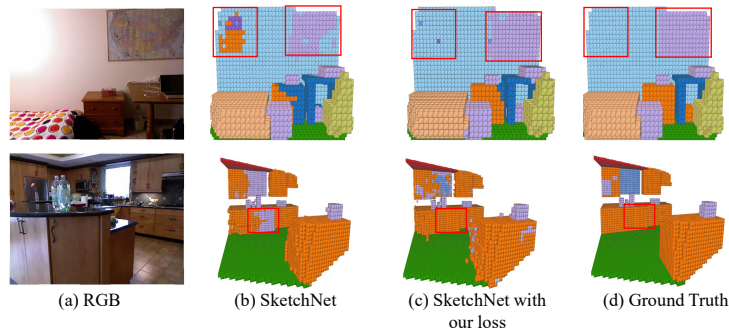 (a) RGB
(b) SketchNet
(c) SketchNet with
our loss
(d) Ground Truth